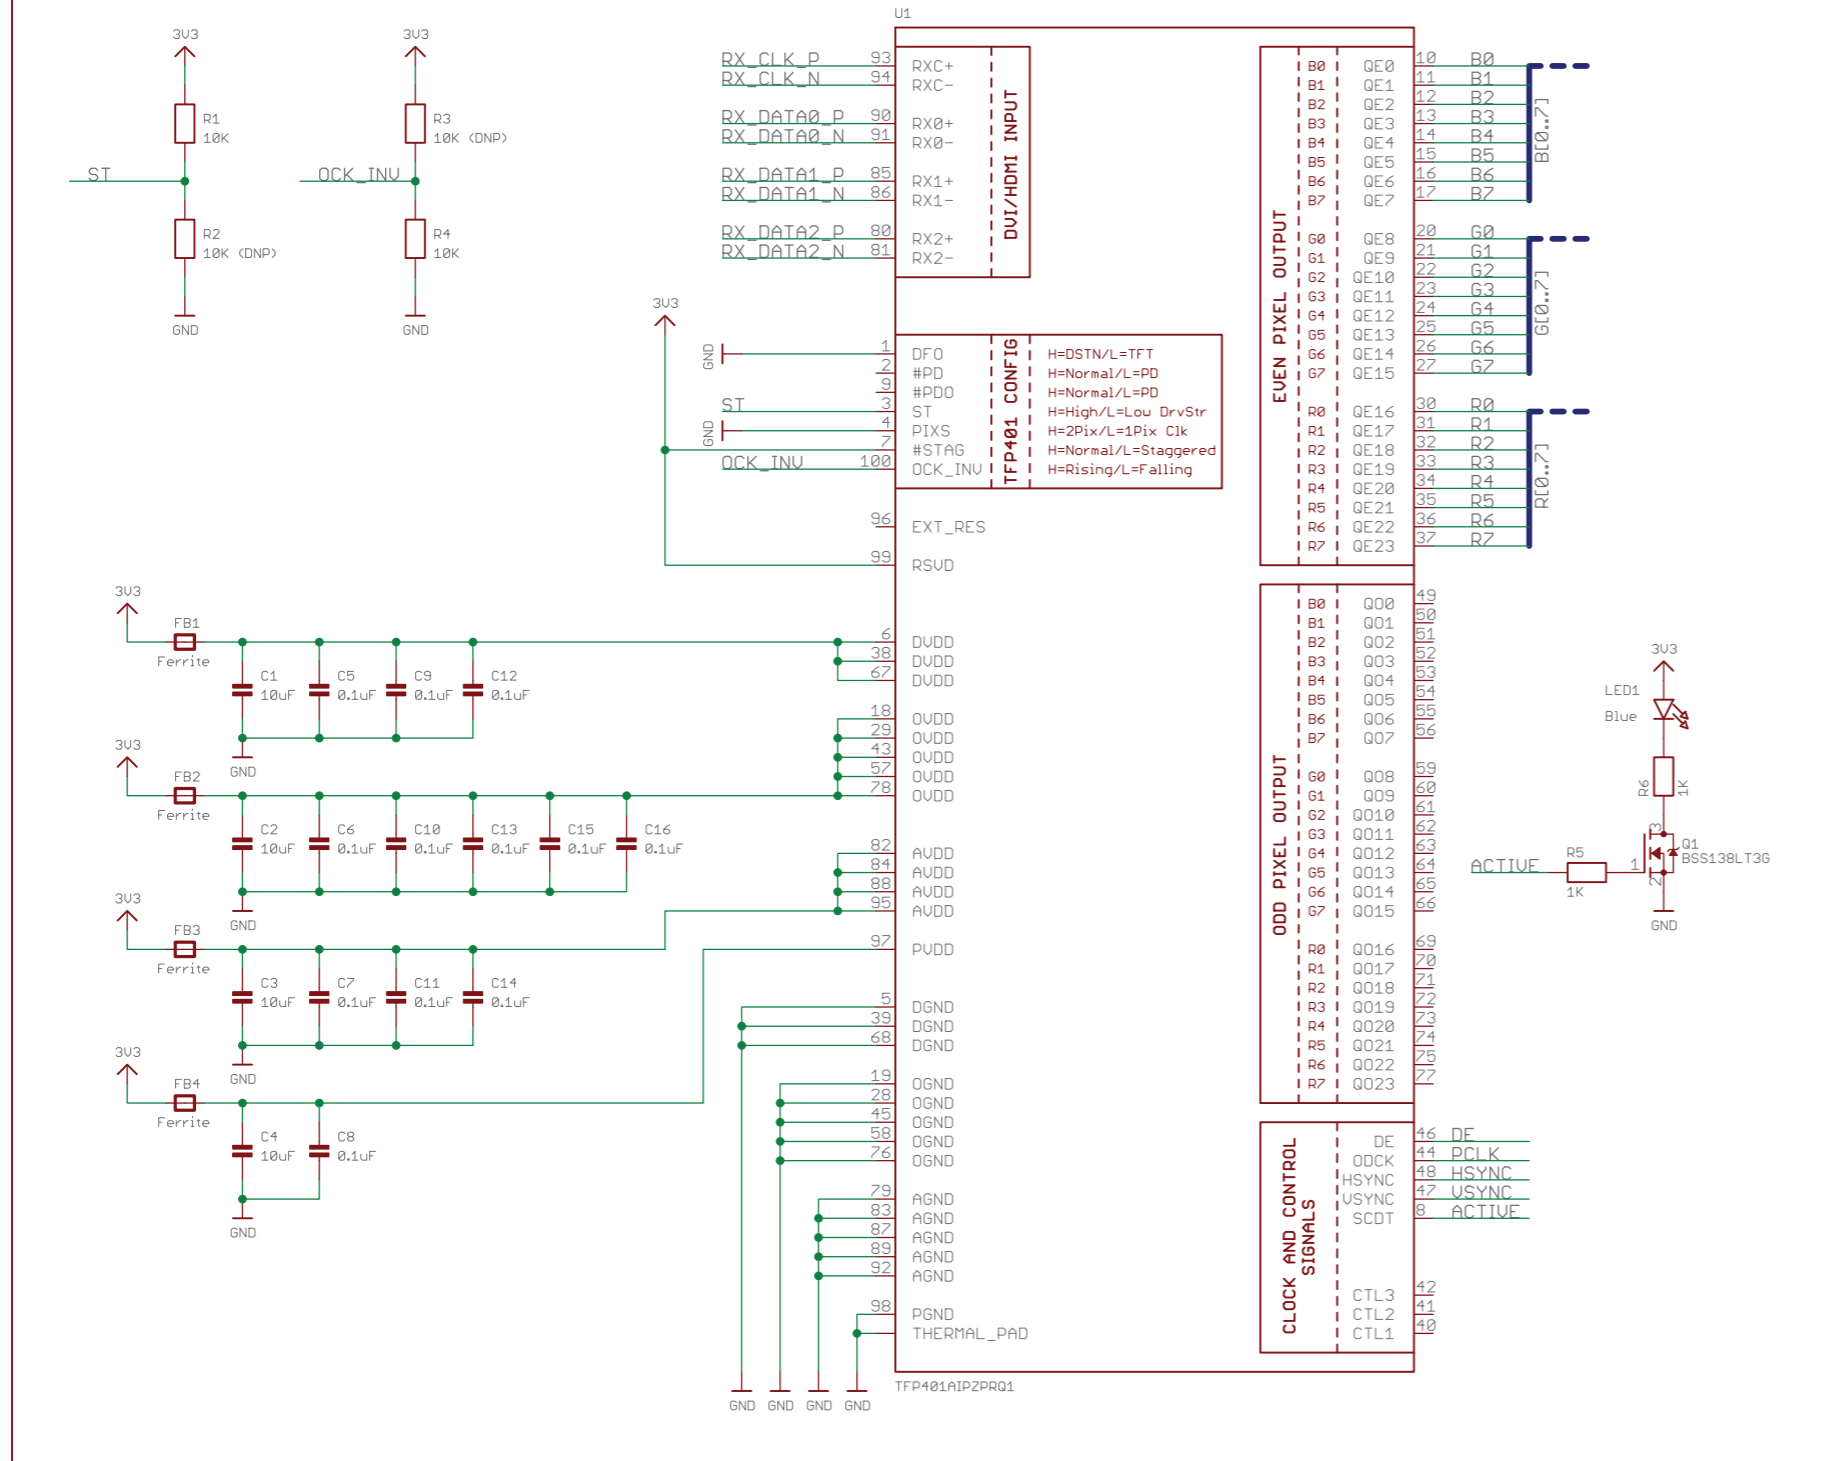 U1
3V3
R1
10K
ST
R2
10K (DNP)
GND
3V3
R3
10K (DNP)
OCK_INV
R4
10K
GND
RX_CLK_P 93 RXC+
RX_CLK_N 94 RXC-
RX_DATA0_P 90 RX0+
RX_DATA0_N 91 RX0-
RX_DATA1_P 85 RX1+
RX_DATA1_N 86 RX1-
RX_DATA2_P 80 RX2+
RX_DATA2_N 81 RX2-
DVI/HDMI INPUT
3V3
GND 1 DFO H=DSTN/L=TFT
2 #PD H=Normal/L=PD
9 #PDO H=Normal/L=PD
ST 3 ST H=High/L=Low DrvStr
GND 4 PIXS H=2Pix/L=1Pix Clk
7 #STAG H=Normal/L=Staggered
OCK_INV 100 OCK_INV H=Rising/L=Falling
TFP401 CONFIG
96 EXT_RES
99 RSVD
3V3
FB1
Ferrite
C1
10uF
C5
0.1uF
C9
0.1uF
C12
0.1uF
GND
6 DVDD
38 DVDD
67 DVDD
18 OVDD
29 OVDD
43 OVDD
57 OVDD
78 OVDD
3V3
FB2
Ferrite
C2
10uF
C6
0.1uF
C10
0.1uF
C13
0.1uF
C15
0.1uF
C16
0.1uF
GND
82 AVDD
84 AVDD
88 AVDD
95 AVDD
97 PVDD
3V3
FB3
Ferrite
C3
10uF
C7
0.1uF
C11
0.1uF
C14
0.1uF
GND
5 DGND
39 DGND
68 DGND
3V3
FB4
Ferrite
C4
10uF
C8
0.1uF
GND
19 OGND
28 OGND
45 OGND
58 OGND
76 OGND
79 AGND
83 AGND
87 AGND
89 AGND
92 AGND
98 PGND
THERMAL_PAD
GND GND GND GND
TFP401AIPZPRQ1
EVEN PIXEL OUTPUT
B0 QE0 10 B0
B1 QE1 11 B1
B2 QE2 12 B2
B3 QE3 13 B3
B4 QE4 14 B4
B5 QE5 15 B5
B6 QE6 16 B6
B7 QE7 17 B7
B[0..7]
G0 QE8 20 G0
G1 QE9 21 G1
G2 QE10 22 G2
G3 QE11 23 G3
G4 QE12 24 G4
G5 QE13 25 G5
G6 QE14 26 G6
G7 QE15 27 G7
G[0..7]
R0 QE16 30 R0
R1 QE17 31 R1
R2 QE18 32 R2
R3 QE19 33 R3
R4 QE20 34 R4
R5 QE21 35 R5
R6 QE22 36 R6
R7 QE23 37 R7
R[0..7]
ODD PIXEL OUTPUT
B0 QO0 49
B1 QO1 50
B2 QO2 51
B3 QO3 52
B4 QO4 53
B5 QO5 54
B6 QO6 55
B7 QO7 56
G0 QO8 59
G1 QO9 60
G2 QO10 61
G3 QO11 62
G4 QO12 63
G5 QO13 64
G6 QO14 65
G7 QO15 66
R0 QO16 69
R1 QO17 70
R2 QO18 71
R3 QO19 72
R4 QO20 73
R5 QO21 74
R6 QO22 75
R7 QO23 77
CLOCK AND CONTROL
SIGNALS
DE 46 DE
ODCK 44 PCLK
HSYNC 48 HSYNC
VSYNC 47 VSYNC
SCDT 8 ACTIVE
CTL3 42
CTL2 41
CTL1 40
3V3
LED1
Blue
R6
1K
3
Q1
BSS138LT3G
ACTIVE
R5
1K
1
2
GND